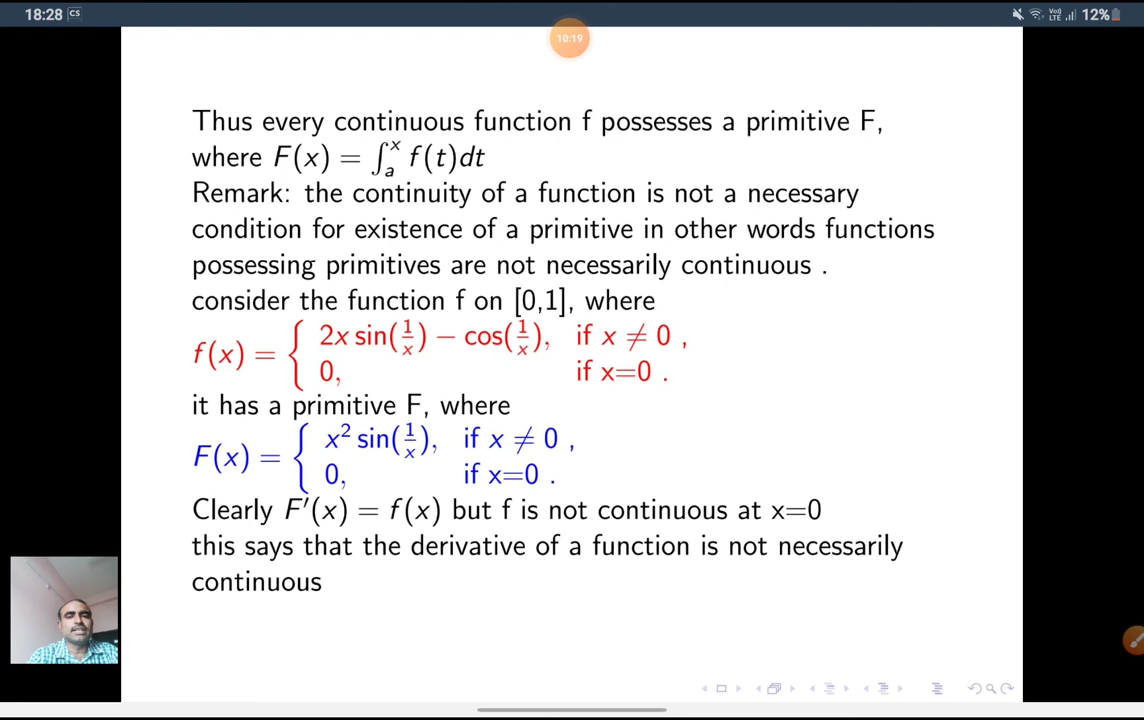 18:28 CS Vo) LTE 12%
10:19
Thus every continuous function f possesses a primitive F,
where F(x) = ∫ₐˣ f(t)dt
Remark: the continuity of a function is not a necessary
condition for existence of a primitive in other words functions
possessing primitives are not necessarily continuous .
consider the function f on [0,1], where
f(x) = { 2x sin(1/x) − cos(1/x), if x ≠ 0 ,
0, if x=0 .
it has a primitive F, where
F(x) = { x² sin(1/x), if x ≠ 0 ,
0, if x=0 .
Clearly F′(x) = f(x) but f is not continuous at x=0
this says that the derivative of a function is not necessarily
continuous